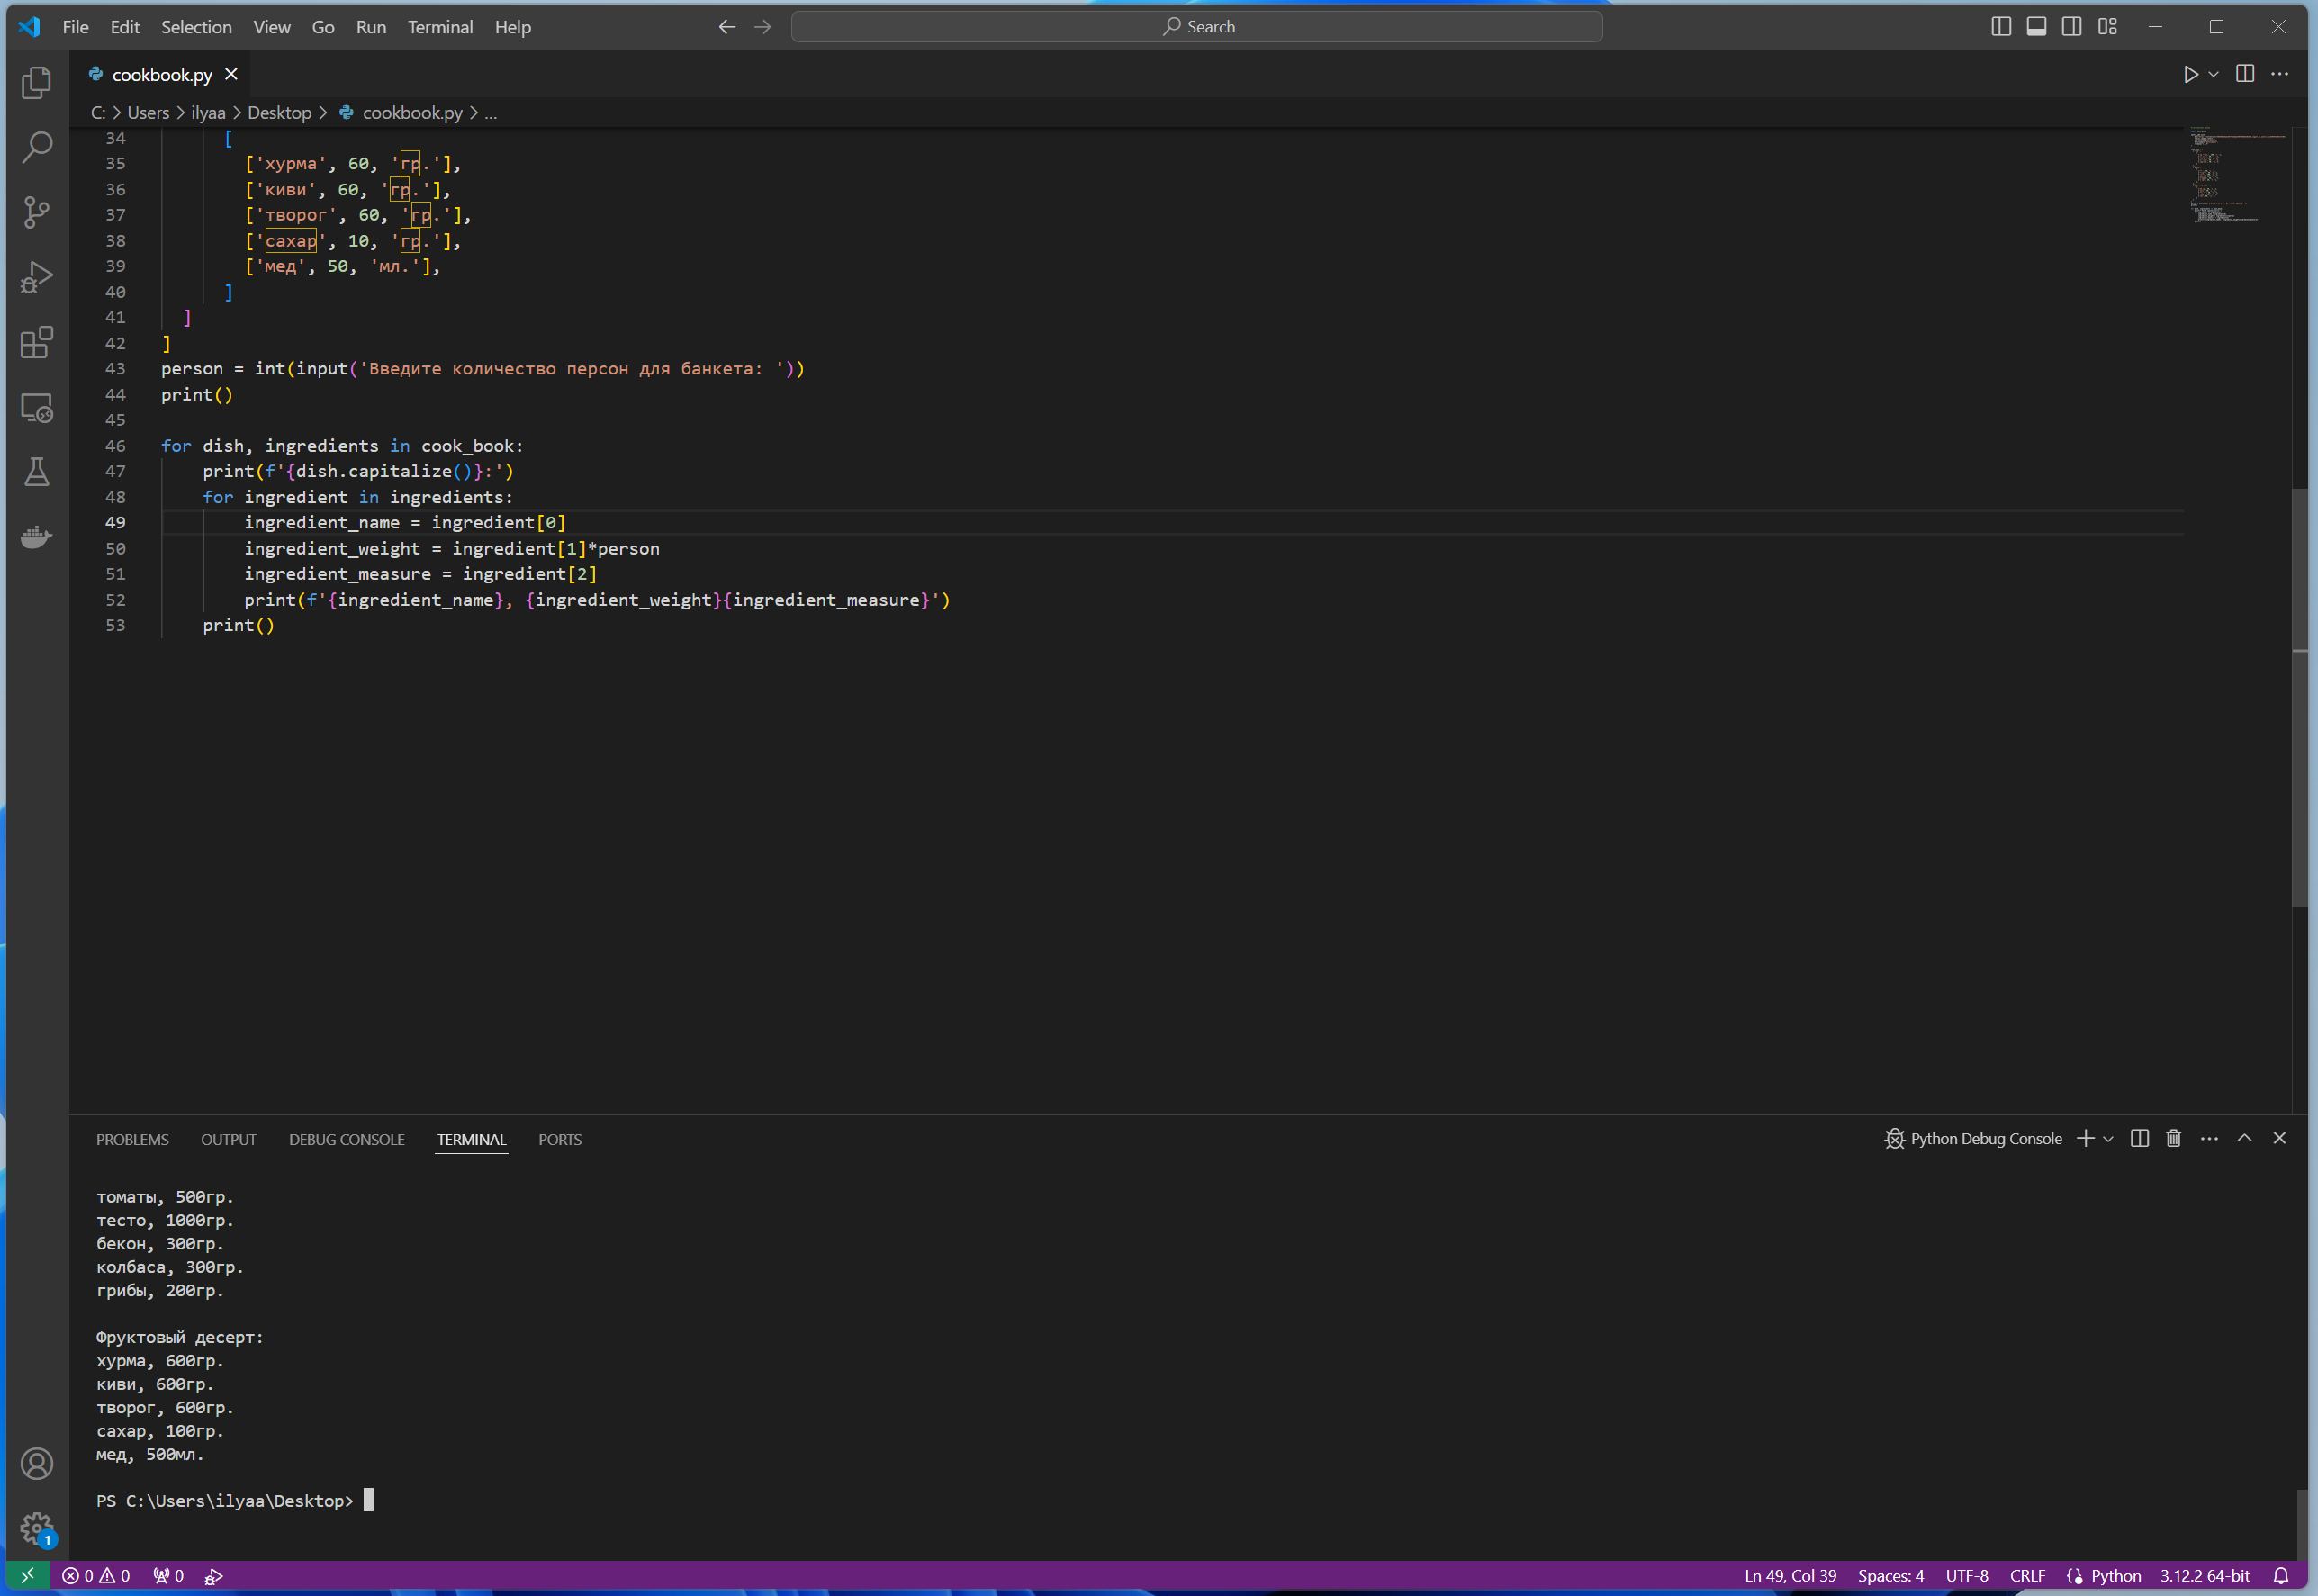 File Edit Selection View Go Run Terminal Help
Search
cookbook.py
C: > Users > ilyaa > Desktop > cookbook.py > ...
34 [
35 ['хурма', 60, 'гр.'],
36 ['киви', 60, 'гр.'],
37 ['творог', 60, 'гр.'],
38 ['сахар', 10, 'гр.'],
39 ['мед', 50, 'мл.'],
40 ]
41 ]
42 ]
43 person = int(input('Введите количество персон для банкета: '))
44 print()
45
46 for dish, ingredients in cook_book:
47 print(f'{dish.capitalize()}:')
48 for ingredient in ingredients:
49 ingredient_name = ingredient[0]
50 ingredient_weight = ingredient[1]*person
51 ingredient_measure = ingredient[2]
52 print(f'{ingredient_name}, {ingredient_weight}{ingredient_measure}')
53 print()
PROBLEMS OUTPUT DEBUG CONSOLE TERMINAL PORTS Python Debug Console
томаты, 500гр.
тесто, 1000гр.
бекон, 300гр.
колбаса, 300гр.
грибы, 200гр.
Фруктовый десерт:
хурма, 600гр.
киви, 600гр.
творог, 600гр.
сахар, 100гр.
мед, 500мл.
PS C:\Users\ilyaa\Desktop>
1
0 0 0 Ln 49, Col 39 Spaces: 4 UTF-8 CRLF Python 3.12.2 64-bit